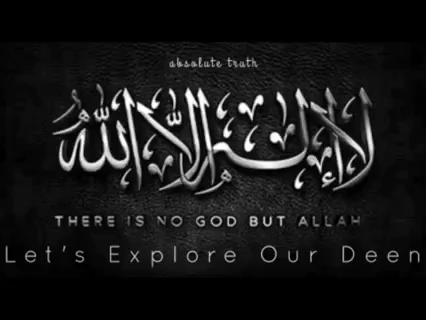 absolute truth
لا إله إلا الله
THERE IS NO GOD BUT ALLAH
Let's Explore Our Deen